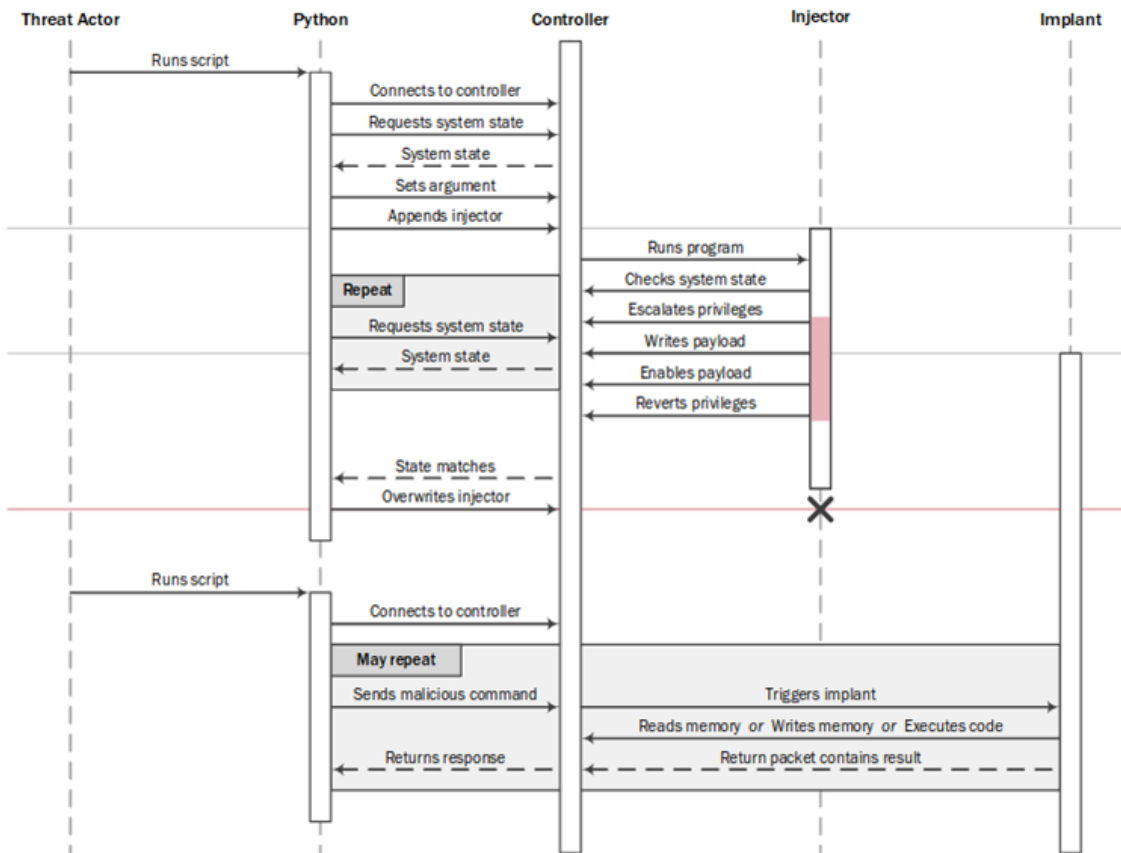 Threat Actor
Python
Controller
Injector
Implant
Runs script
Connects to controller
Requests system state
System state
Sets argument
Appends injector
Runs program
Checks system state
Repeat
Escalates privileges
Requests system state
Writes payload
System state
Enables payload
Reverts privileges
State matches
Overwrites injector
Runs script
Connects to controller
May repeat
Sends malicious command
Triggers implant
Reads memory or Writes memory or Executes code
Returns response
Return packet contains result